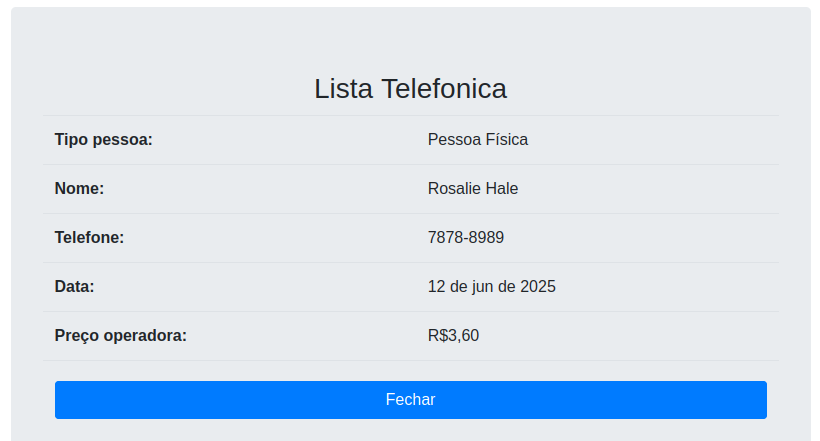 Lista Telefonica
Tipo pessoa: Pessoa Física
Nome: Rosalie Hale
Telefone: 7878-8989
Data: 12 de jun de 2025
Preço operadora: R$3,60
Fechar